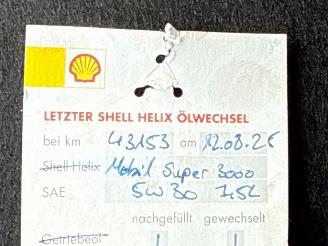 LETZTER SHELL HELIX ÖLWECHSEL
bei km 43153 am 12.08.25
Shell Helix Mobil Super 3000
SAE 5W30 7,5L
nachgefüllt gewechselt
Getriebeöl